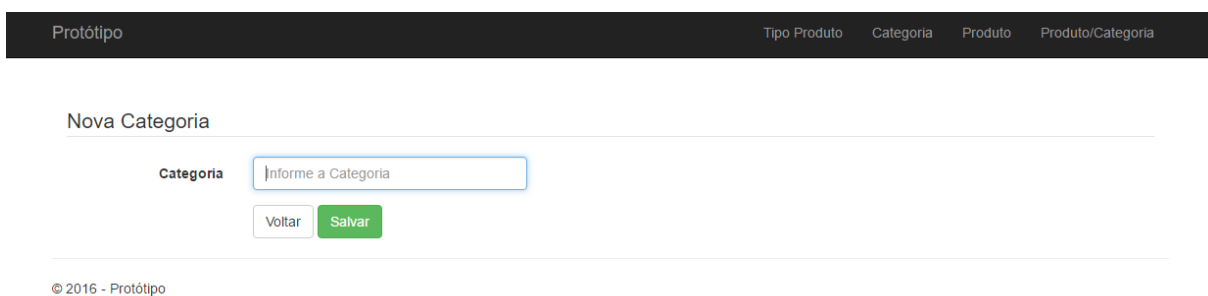 Protótipo Tipo Produto Categoria Produto Produto/Categoria
Nova Categoria
Categoria Informe a Categoria
Voltar Salvar
© 2016 - Protótipo